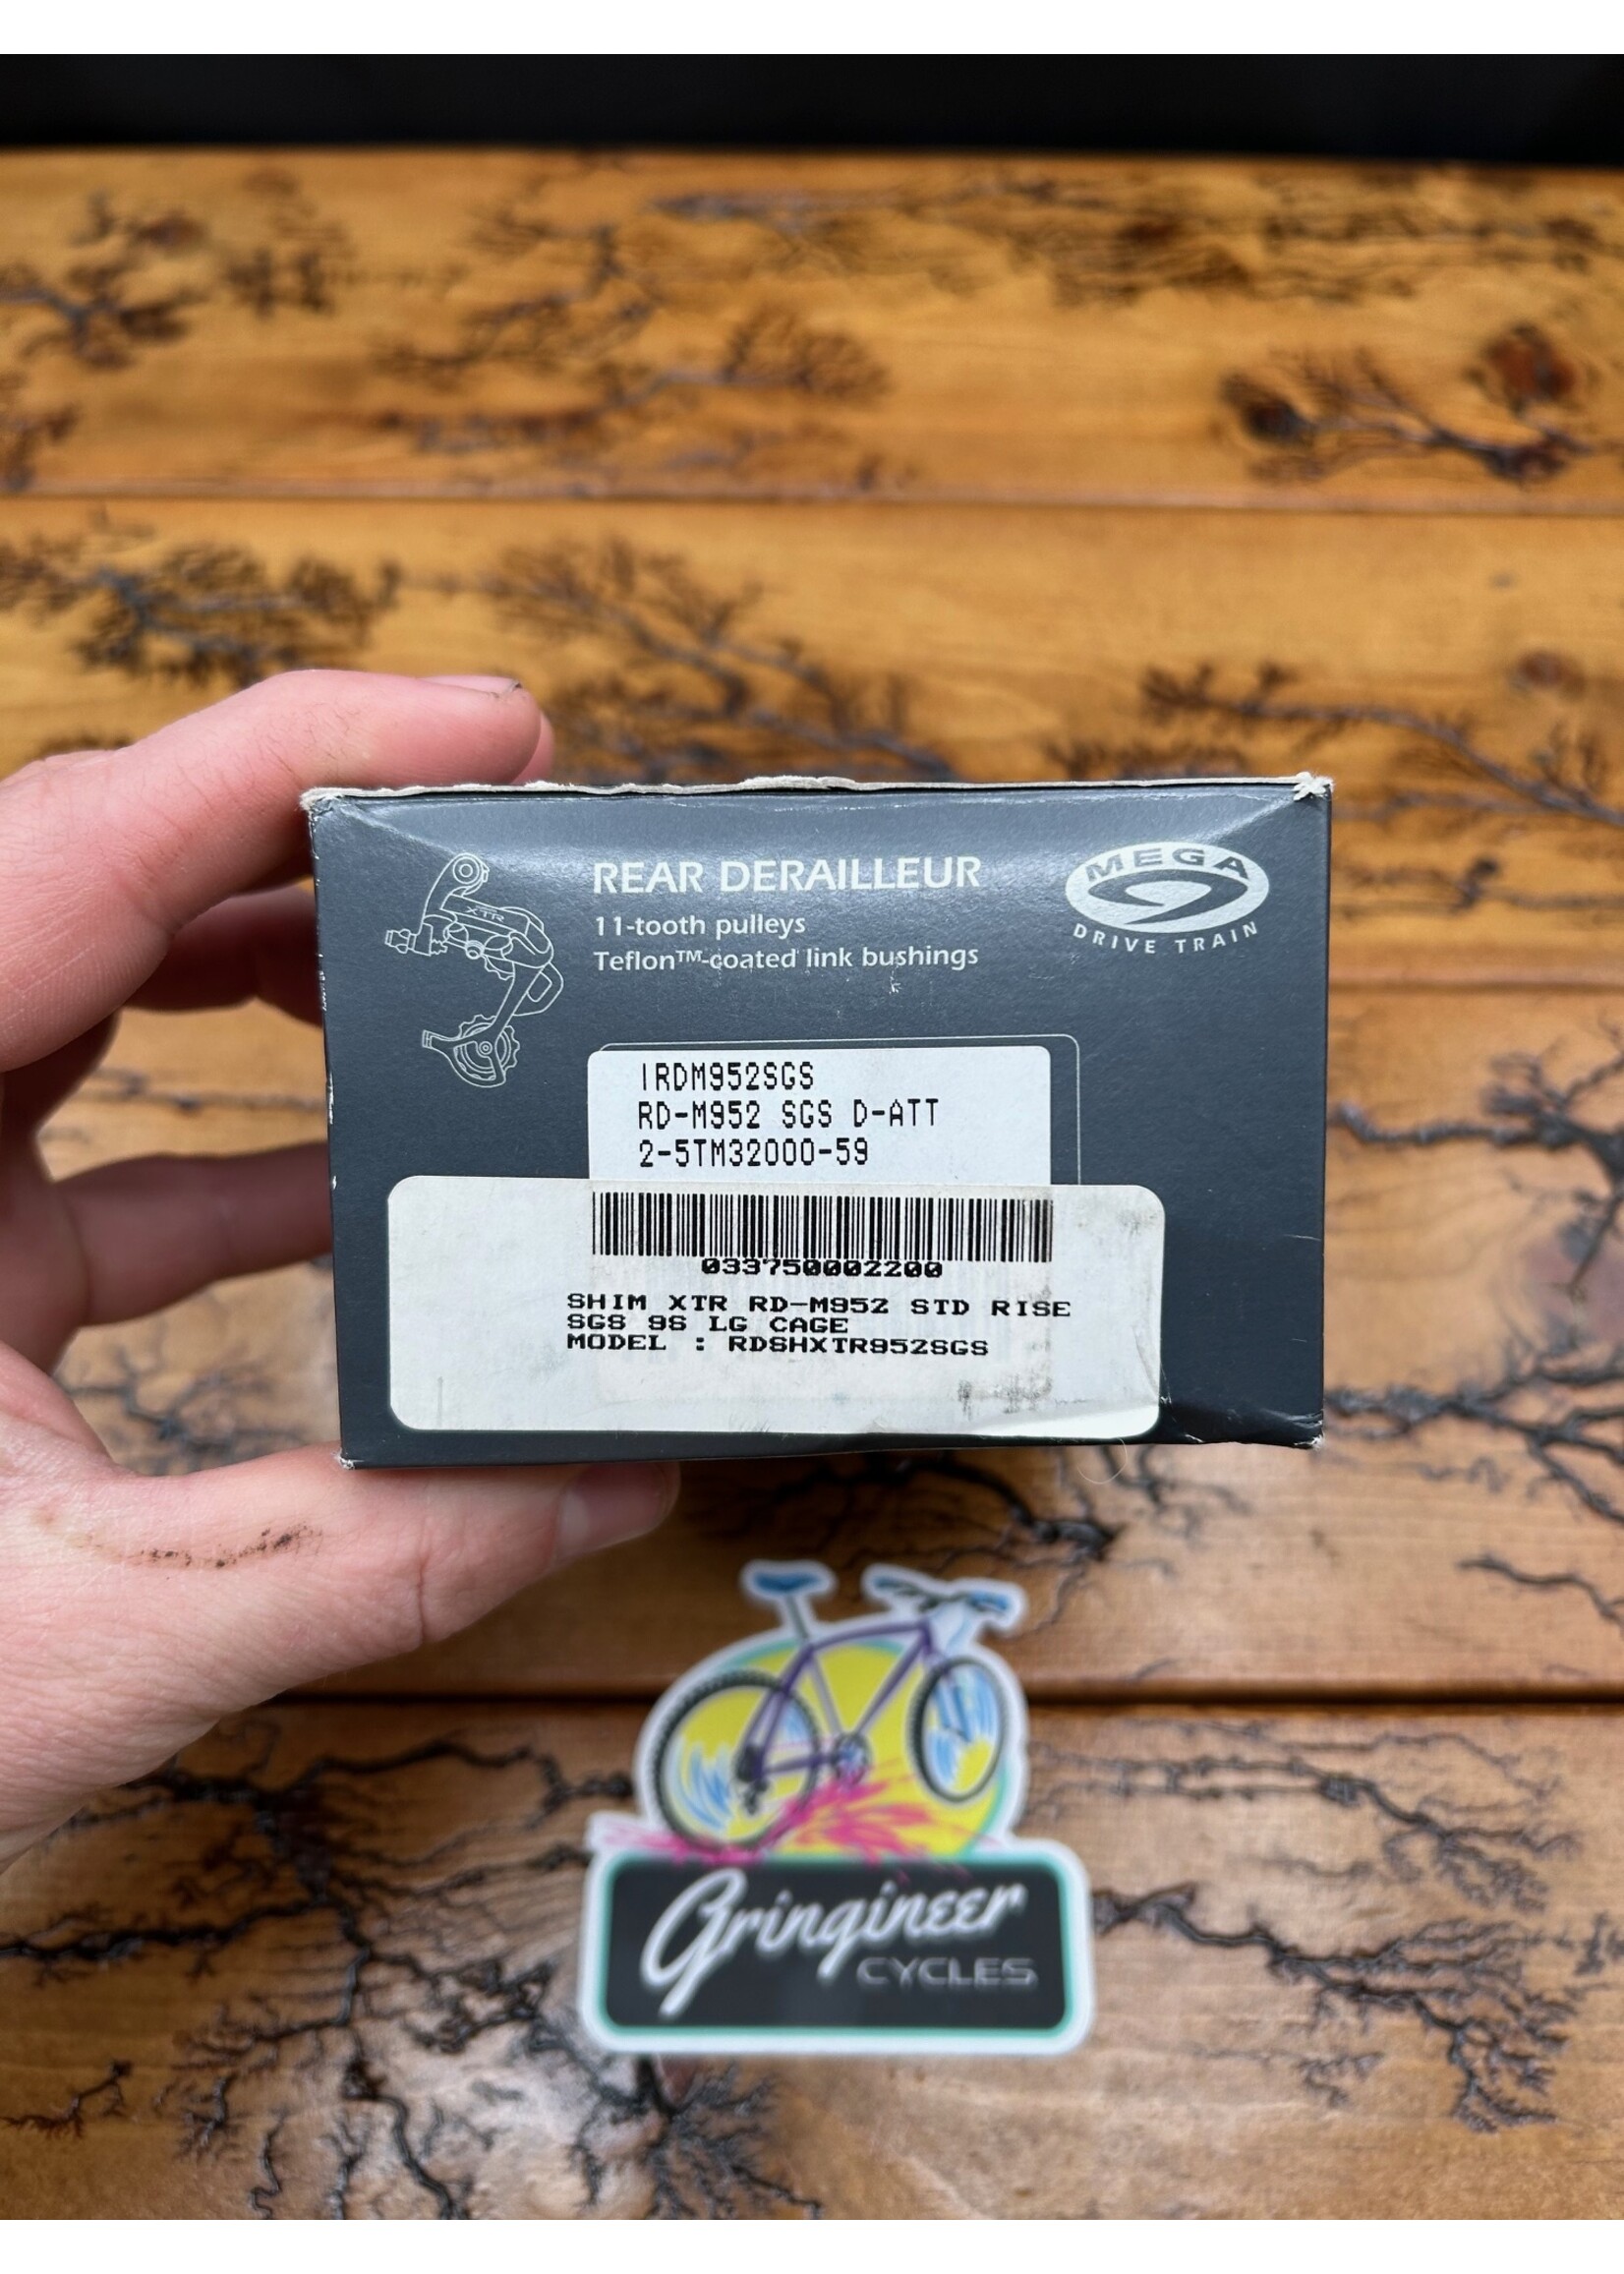 XTR
REAR DERAILLEUR
11-tooth pulleys
Teflon™-coated link bushings
MEGA
9
DRIVE TRAIN
IRDM952SGS
RD-M952 SGS D-ATT
2-5TM32000-59
033750002200
SHIM XTR RD-M952 STD RISE
SGS 9S LG CAGE
MODEL : RDSHXTR952SGS
Gringineer
CYCLES